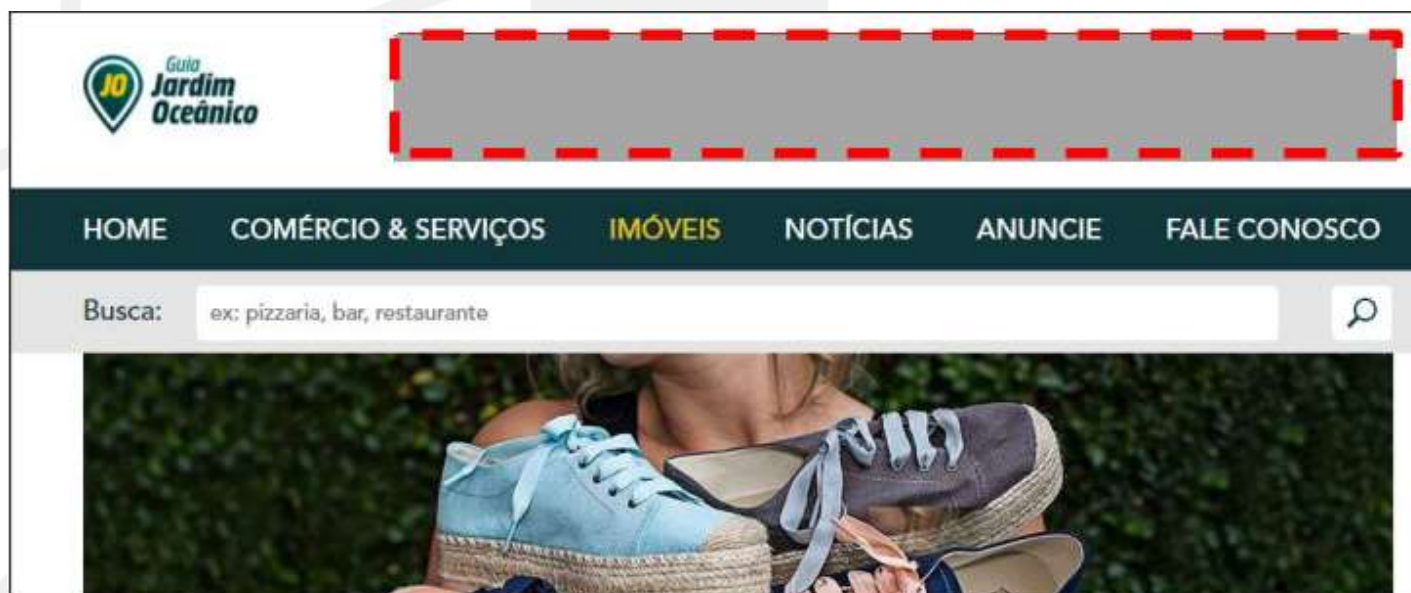 JO
Guia
Jardim
Oceânico
HOME COMÉRCIO & SERVIÇOS IMÓVEIS NOTÍCIAS ANUNCIE FALE CONOSCO
Busca: ex: pizzaria, bar, restaurante